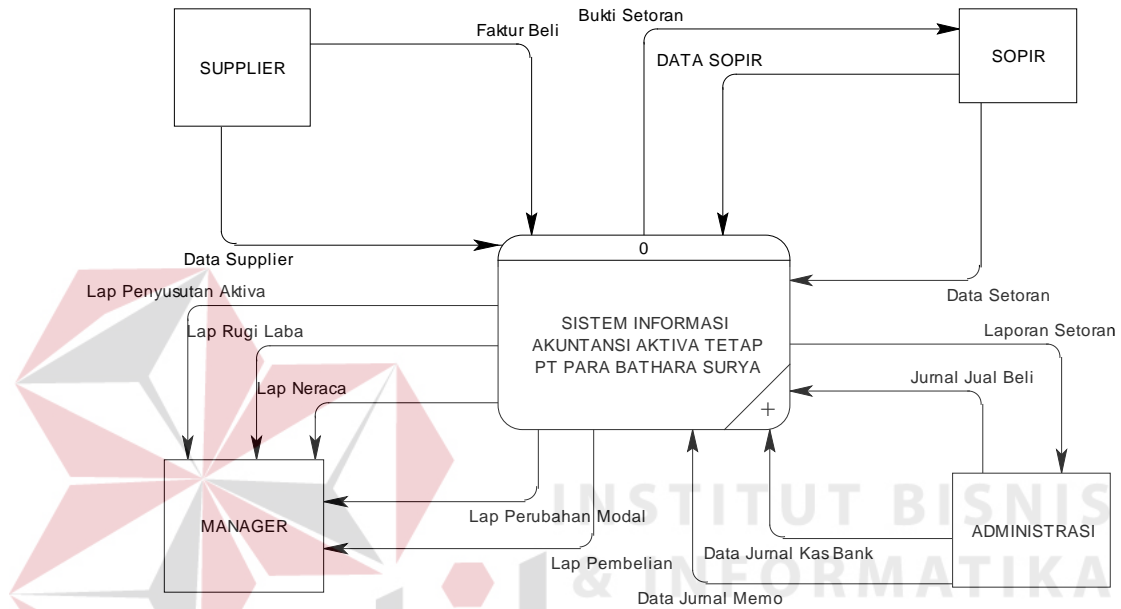 Bukti Setoran
Faktur Beli
SUPPLIER
DATA SOPIR
SOPIR
0
Data Supplier
Lap Penyusutan Aktiva
Data Setoran
Lap Rugi Laba
SISTEM INFORMASI
AKUNTANSI AKTIVA TETAP
PT PARA BATHARA SURYA
Laporan Setoran
Lap Neraca
Jurnal Jual Beli
+
INSTITUT BISNIS
& INFORMATIKA
MANAGER
Lap Perubahan Modal
ADMINISTRASI
Data Jurnal Kas Bank
Lap Pembelian
Data Jurnal Memo